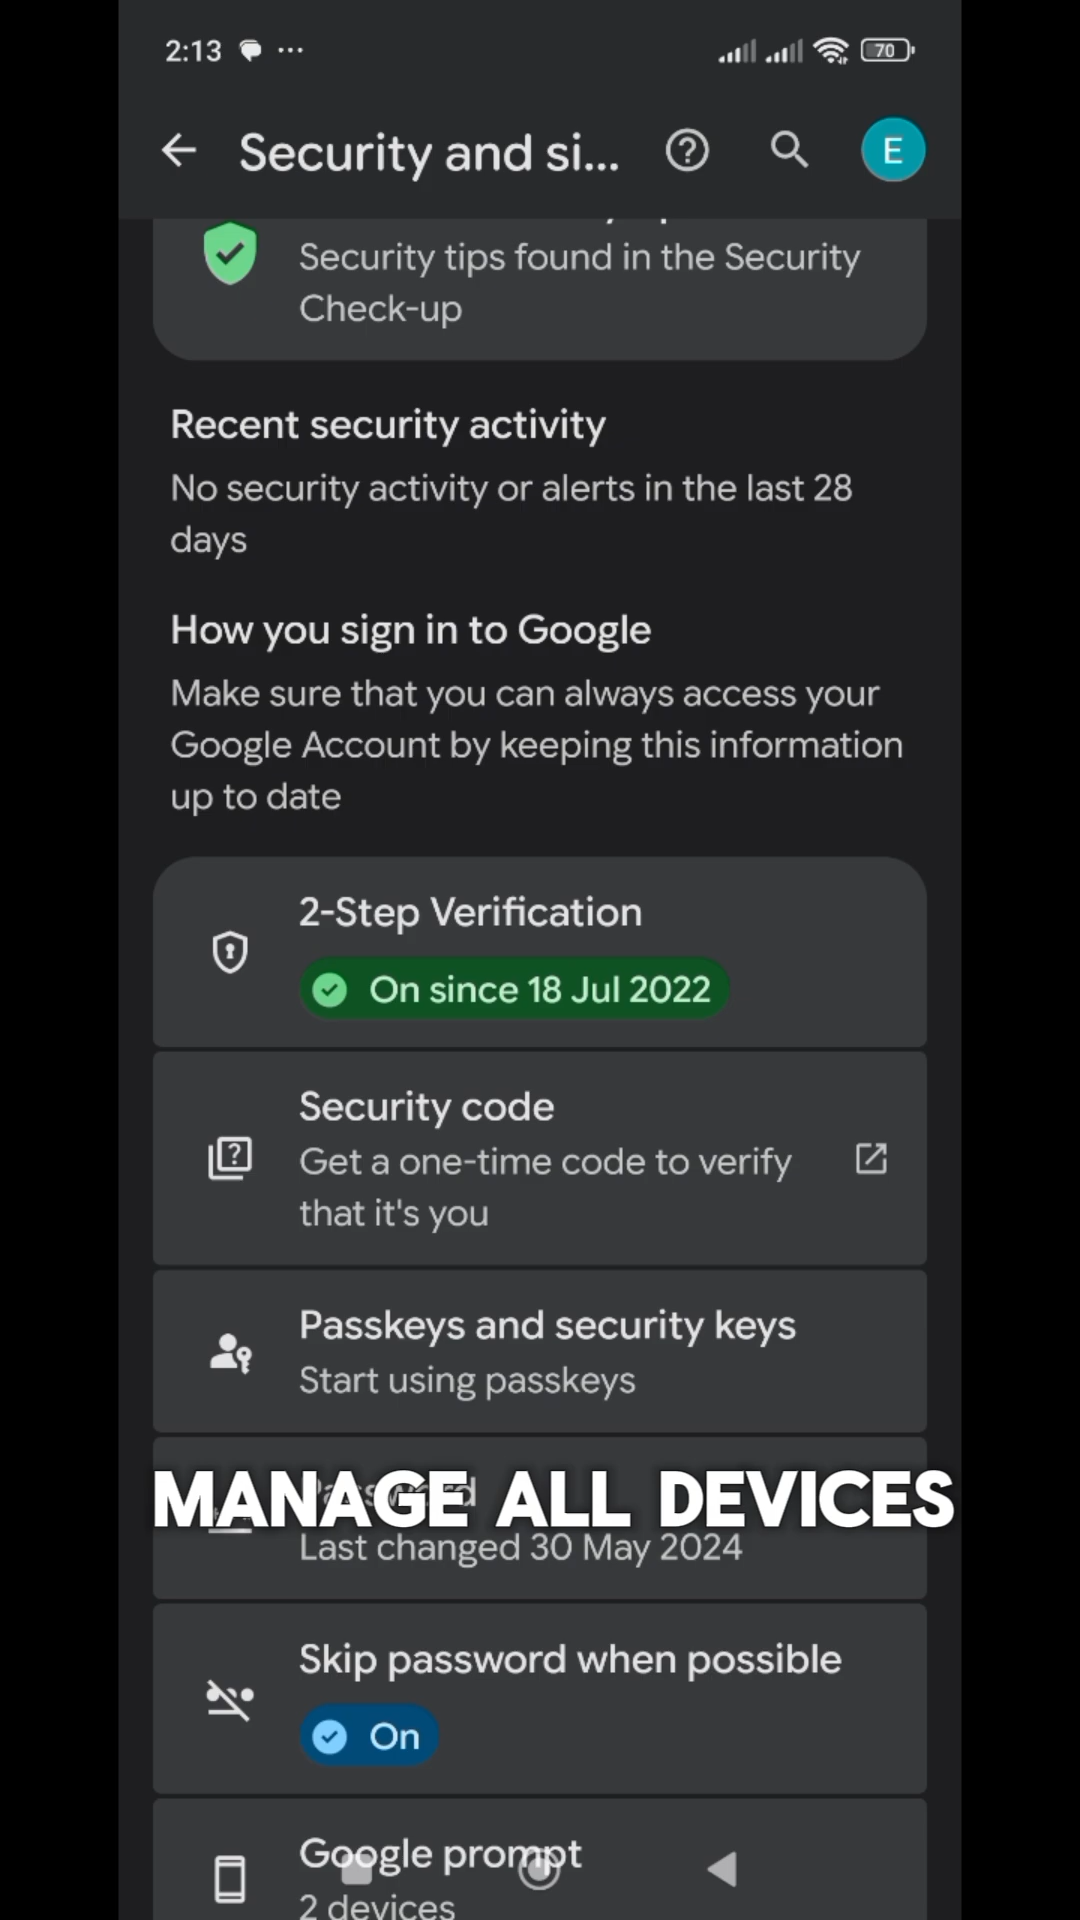 2:13 ...
70
Security and si...
E
Security tips found in the Security
Check-up
Recent security activity
No security activity or alerts in the last 28
days
How you sign in to Google
Make sure that you can always access your
Google Account by keeping this information
up to date
2-Step Verification
On since 18 Jul 2022
Security code
Get a one-time code to verify
that it's you
Passkeys and security keys
Start using passkeys
Password
MANAGE ALL DEVICES
Last changed 30 May 2024
Skip password when possible
On
Google prompt
2 devices